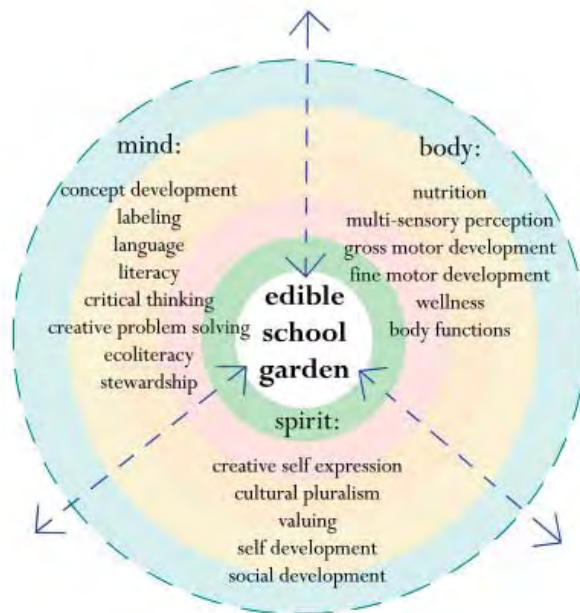 mind:
concept development
labeling
language
literacy
critical thinking
creative problem solving
ecoliteracy
stewardship
body:
nutrition
multi-sensory perception
gross motor development
fine motor development
wellness
body functions
edible
school
garden
spirit:
creative self expression
cultural pluralism
valuing
self development
social development